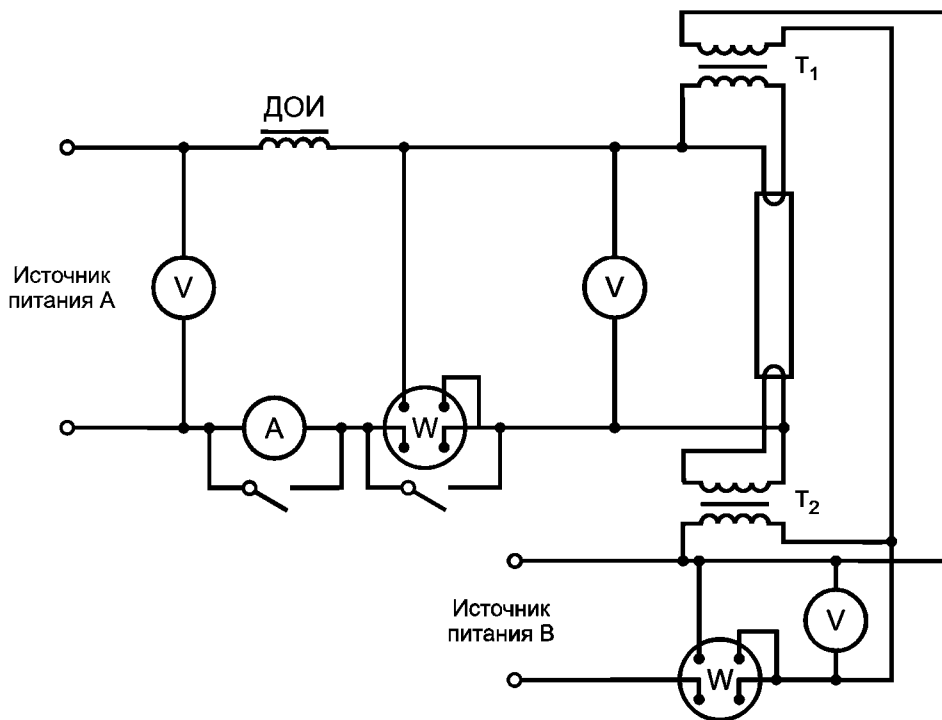 T1
ДОИ
V
Источник
питания А
V
A
W
T2
Источник
питания В
V
W